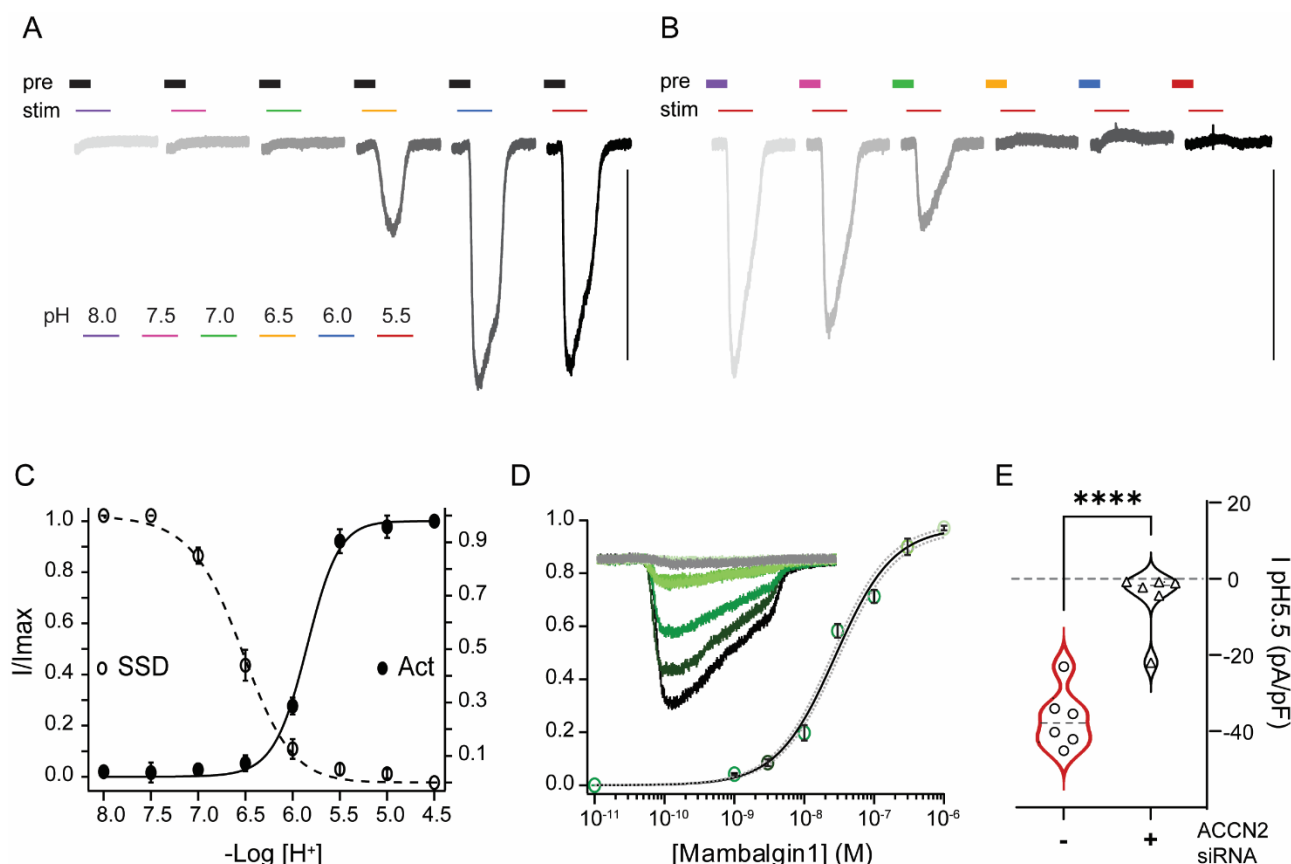 A
B
pre
stim
pre
stim
pH 8.0 7.5 7.0 6.5 6.0 5.5
C
D
E
I/Imax
1.0
0.8
0.6
0.4
0.2
0.0
SSD
Act
0.9
0.7
0.5
0.3
0.1
8.0 7.5 7.0 6.5 6.0 5.5 5.0 4.5
-Log [H⁺]
1.0
0.8
0.6
0.4
0.2
0.0
10⁻¹¹ 10⁻¹⁰ 10⁻⁹ 10⁻⁸ 10⁻⁷ 10⁻⁶
[Mambalgin1] (M)
****
20
0
-20
-40
I pH5.5 (pA/pF)
- + ACCN2
siRNA